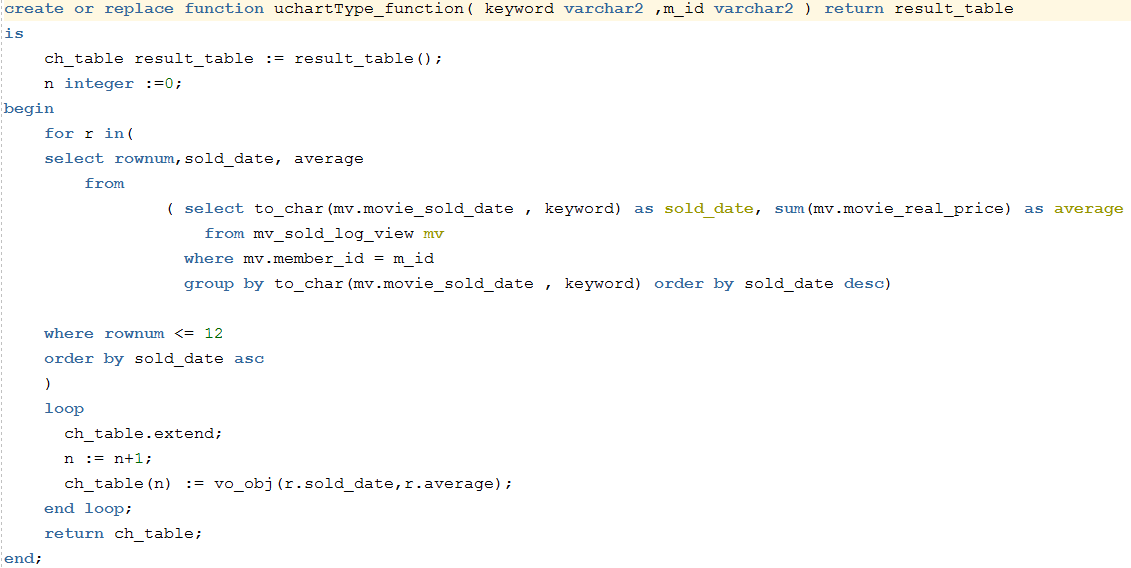 create or replace function uchartType_function( keyword varchar2 ,m_id varchar2 ) return result_table
is
    ch_table result_table := result_table();
    n integer :=0;
begin
    for r in(
    select rownum,sold_date, average
        from
                ( select to_char(mv.movie_sold_date , keyword) as sold_date, sum(mv.movie_real_price) as average
                    from mv_sold_log_view mv
                  where mv.member_id = m_id
                  group by to_char(mv.movie_sold_date , keyword) order by sold_date desc)
    where rownum <= 12
    order by sold_date asc
    )
    loop
      ch_table.extend;
      n := n+1;
      ch_table(n) := vo_obj(r.sold_date,r.average);
    end loop;
    return ch_table;
end;